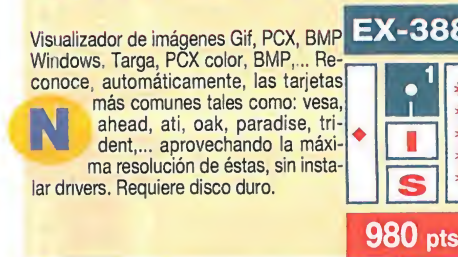 Visualizador de imágenes Gif, PCX, BMP
Windows, Targa, PCX color, BMP,... Re-
conoce, automáticamente, las tarjetas
más comunes tales como: vesa,
ahead, ati, oak, paradise, tri-
dent,... aprovechando la máxi-
ma resolución de éstas, sin insta-
lar drivers. Requiere disco duro.
N
EX-388
1
I
S
980 pts